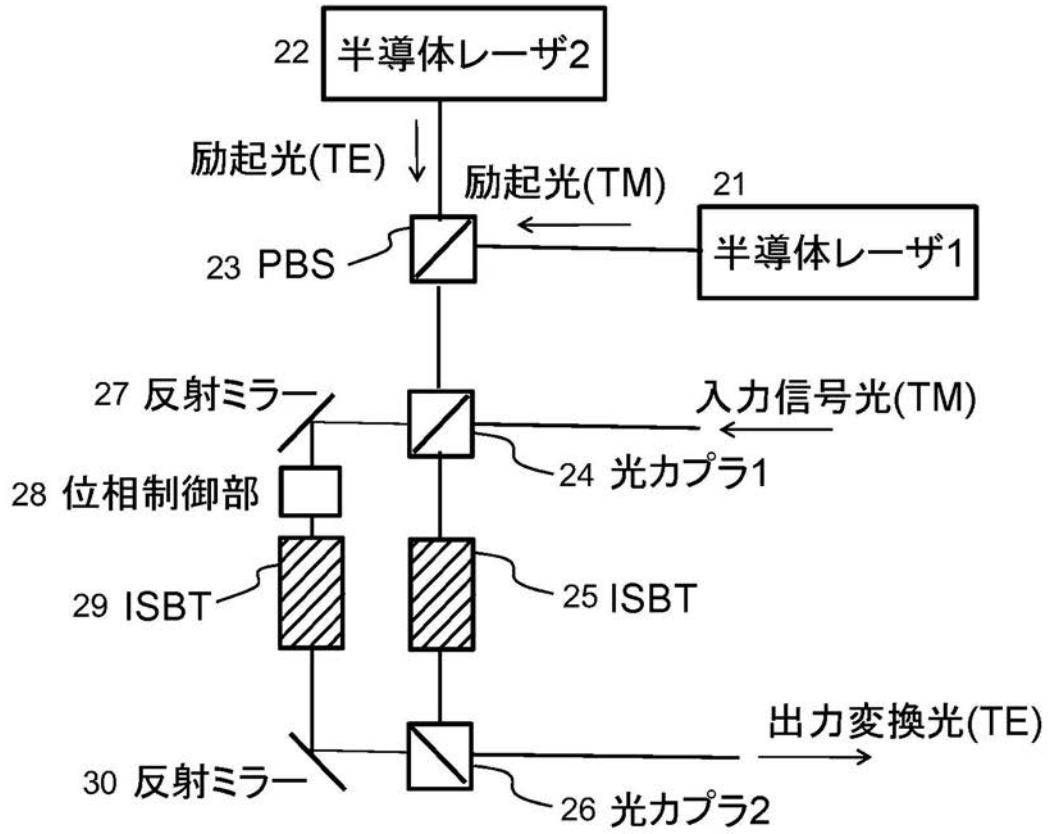 22 半導体レーザ2
励起光(TE)
励起光(TM)
21
半導体レーザ1
23 PBS
27 反射ミラー
入力信号光(TM)
24 光カプラ1
28 位相制御部
29 ISBT
25 ISBT
出力変換光(TE)
30 反射ミラー
26 光カプラ2